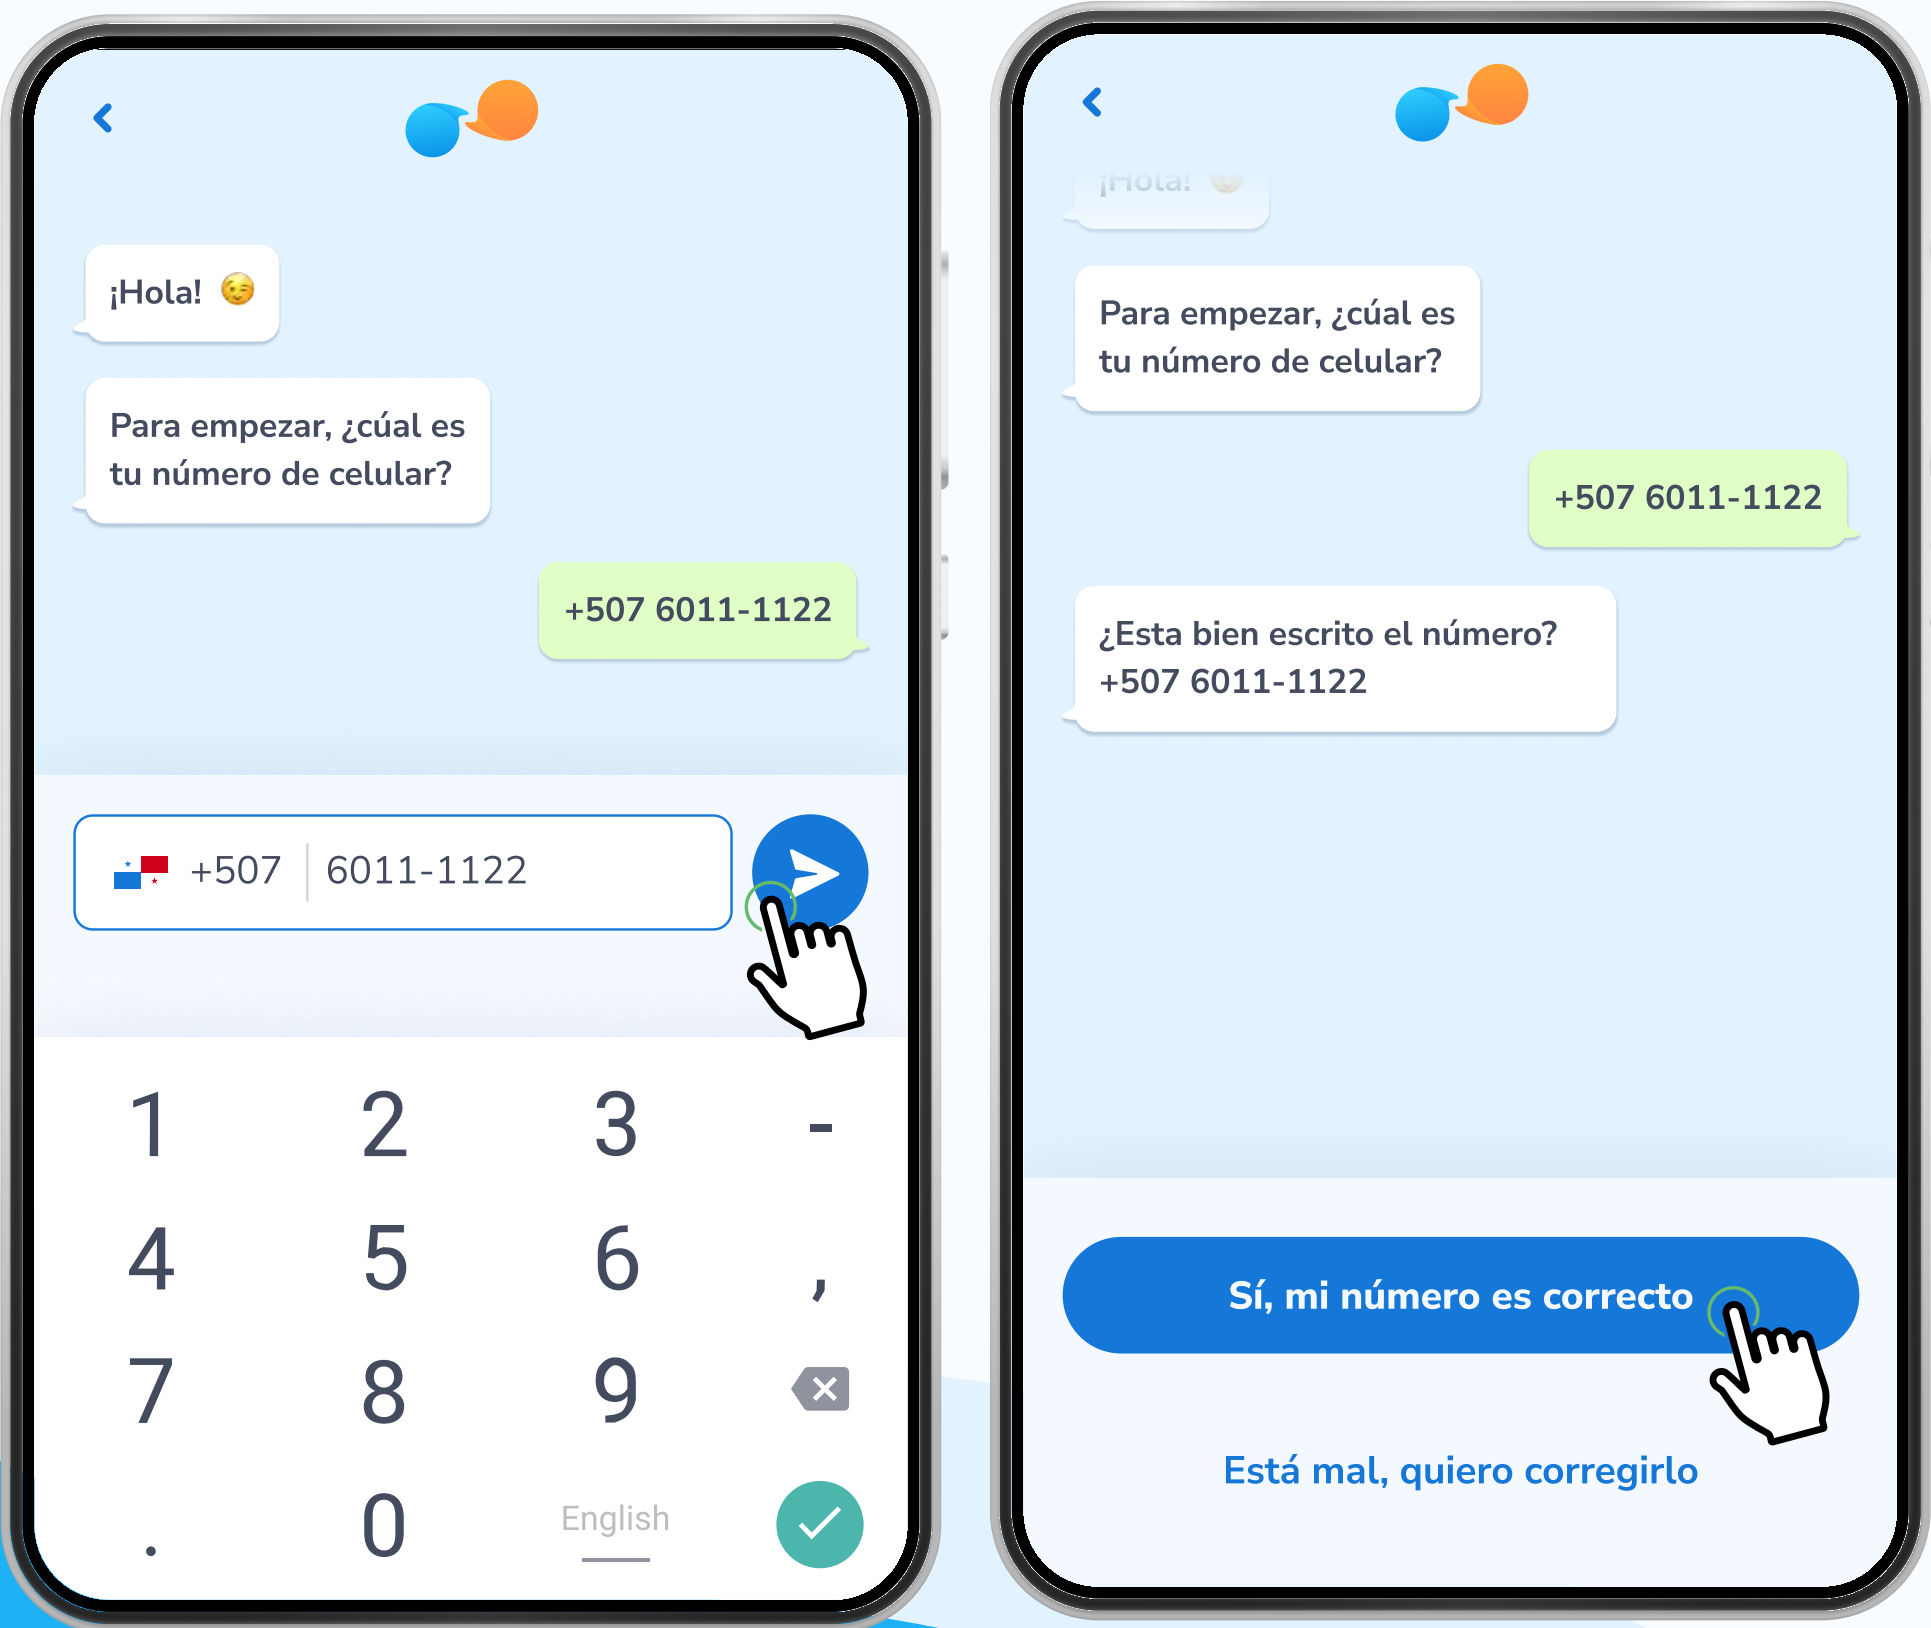 ¡Hola! 😉
Para empezar, ¿cúal es
tu número de celular?
+507 6011-1122
+507 6011-1122
1 2 3 -
4 5 6 ,
7 8 9
. 0 English
¡Hola! 😉
Para empezar, ¿cúal es
tu número de celular?
+507 6011-1122
¿Esta bien escrito el número?
+507 6011-1122
Sí, mi número es correcto
Está mal, quiero corregirlo